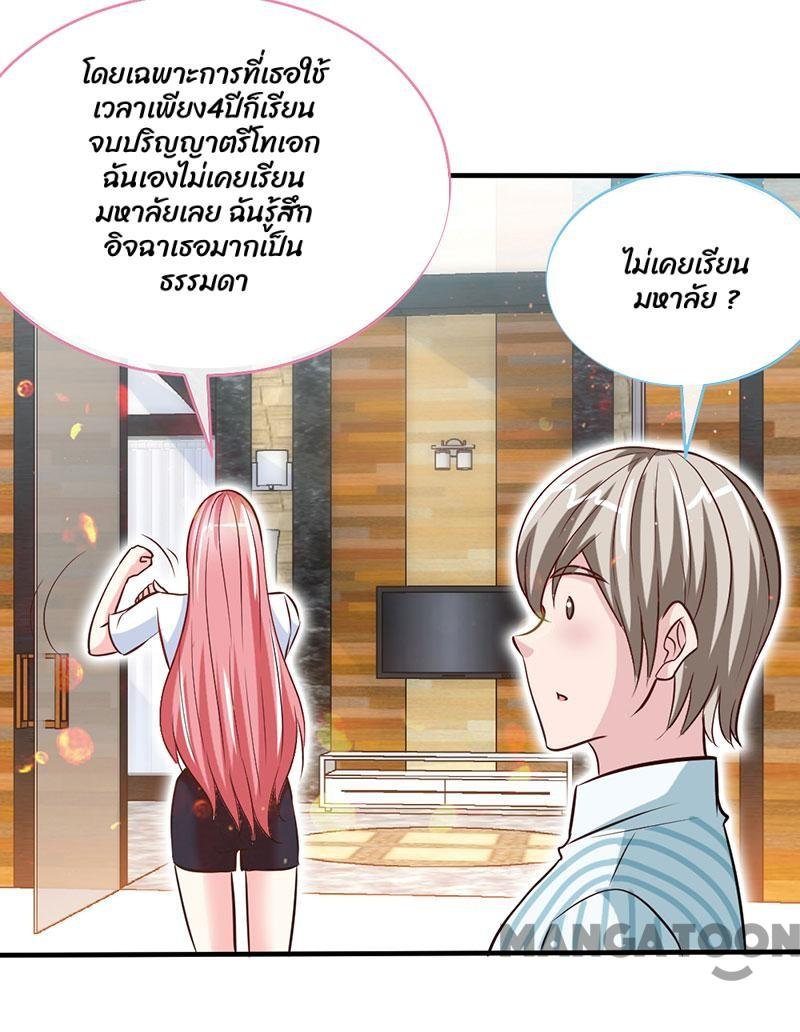 โดยเฉพาะการที่เธอใช้
เวลาเพียง4ปีก็เรียน
จบปริญญาตรีโทเอก
ฉันเองไม่เคยเรียน
มหาลัยเลย ฉันรู้สึก
อิจฉาเธอมากเป็น
ธรรมดา
ไม่เคยเรียน
มหาลัย ?
MANGATOON